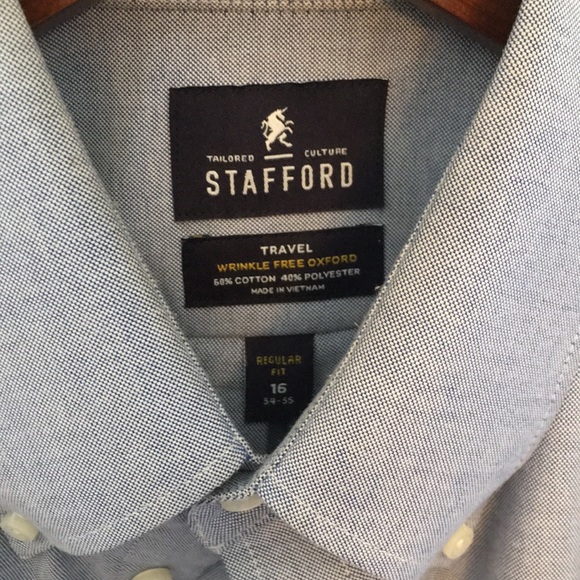 TAILORED CULTURE
STAFFORD
TRAVEL
WRINKLE FREE OXFORD
60% COTTON 40% POLYESTER
MADE IN VIETNAM
REGULAR
FIT
16
34-35